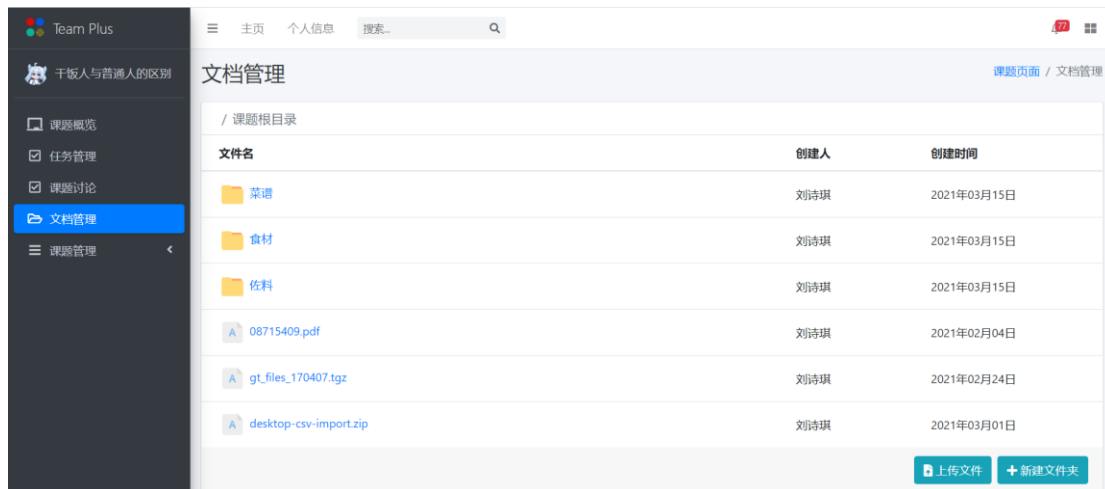 Team Plus
主页 个人信息 搜索... 77
干饭人与普通人的区别
文档管理 课题页面 / 文档管理
课题概览
任务管理
课题讨论
文档管理
课题管理
/ 课题根目录
文件名 创建人 创建时间
菜谱 刘诗琪 2021年03月15日
食材 刘诗琪 2021年03月15日
佐料 刘诗琪 2021年03月15日
A 08715409.pdf 刘诗琪 2021年02月04日
A gt_files_170407.tgz 刘诗琪 2021年02月24日
A desktop-csv-import.zip 刘诗琪 2021年03月01日
上传文件 新建文件夹